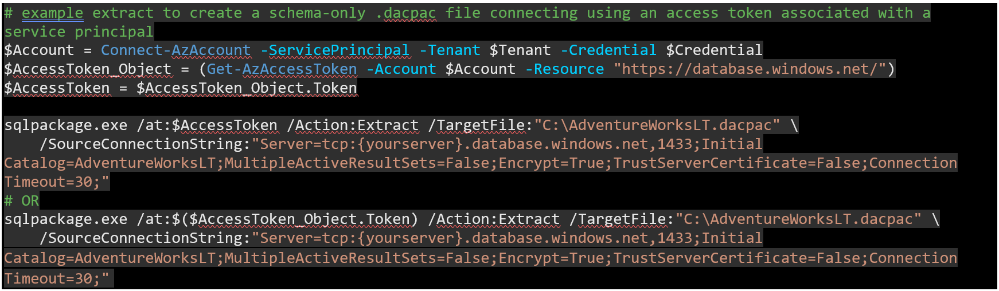 # example extract to create a schema-only .dacpac file connecting using an access token associated with a
service principal
$Account = Connect-AzAccount -ServicePrincipal -Tenant $Tenant -Credential $Credential
$AccessToken_Object = (Get-AzAccessToken -Account $Account -Resource "https://database.windows.net/")
$AccessToken = $AccessToken_Object.Token
sqlpackage.exe /at:$AccessToken /Action:Extract /TargetFile:"C:\AdventureWorksLT.dacpac" \
/SourceConnectionString:"Server=tcp:{yourserver}.database.windows.net,1433;Initial
Catalog=AdventureWorksLT;MultipleActiveResultSets=False;Encrypt=True;TrustServerCertificate=False;Connection
Timeout=30;"
# OR
sqlpackage.exe /at:$($AccessToken_Object.Token) /Action:Extract /TargetFile:"C:\AdventureWorksLT.dacpac" \
/SourceConnectionString:"Server=tcp:{yourserver}.database.windows.net,1433;Initial
Catalog=AdventureWorksLT;MultipleActiveResultSets=False;Encrypt=True;TrustServerCertificate=False;Connection
Timeout=30;"